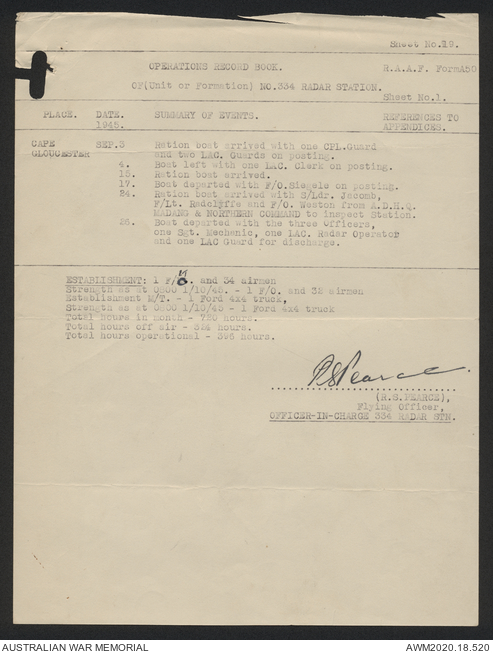 Sheet No.19.
OPERATIONS RECORD BOOK. R.A.A.F. FormA50
OF(Unit or Formation) NO.334 RADAR STATION.
Sheet No.1.
PLACE. DATE. SUMMARY OF EVENTS. REFERENCES TO
1945. APPENDICES.
CAPE SEP.3 Ration boat arrived with one CPL.Guard
GLOUCESTER and two LAC. Guards on posting.
4. Boat left with one LAC. Clerk on posting.
15. Ration boat arrived.
17. Boat departed with F/O.Siegele on posting.
24. Ration boat arrived with S/Ldr. Jacomb,
F/Lt. Radclyffe and F/O. Weston from A.D.H.Q.
MADANG & NORTHERN COMMAND to inspect Station.
26. Boat departed with the three Officers,
one Sgt. Mechanic, one LAC. Radar Operator
and one LAC Guard for discharge.
ESTABLISHMENT: 1 F/O. and 34 airmen
Strength as at 0800 1/10/45. - 1 F/O. and 32 airmen
Establishment M/T. - 1 Ford 4x4 truck,
Strength as at 0800 1/10/45 - 1 Ford 4x4 truck
Total hours in month - 720 hours.
Total hours off air - 324 hours.
Total hours operational - 396 hours.
RSPearce.
(R.S.PEARCE),
Flying Officer,
OFFICER-IN-CHARGE 334 RADAR STN.
AUSTRALIAN WAR MEMORIAL AWM2020.18.520